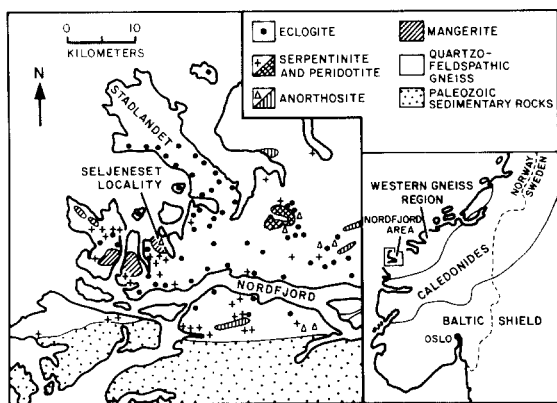 10 0 10
KILOMETERS
N
STADLANDET
SELJENESET
LOCALITY
NORDFJORD
ECLOGITE
SERPENTINITE
AND PERIDOTITE
ANORTHOSITE
MANGERITE
QUARTZO-
FELDSPATHIC
GNEISS
PALEOZOIC
SEDIMENTARY ROCKS
NORWAY
SWEDEN
WESTERN GNEISS
REGION
NORDFJORD
AREA
CALEDONIDES
BALTIC SHIELD
OSLO